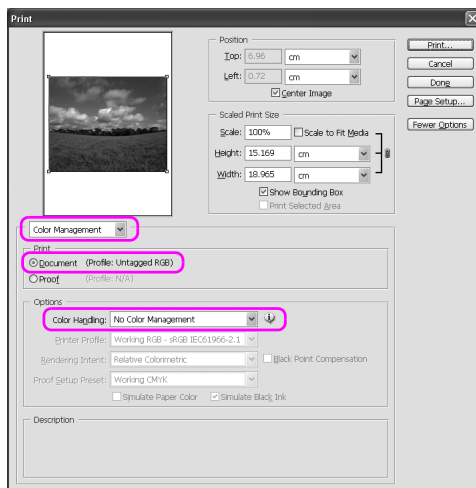 Print
Position
Top: 6.96 cm
Left: 0.72 cm
Center Image
Scaled Print Size
Scale: 100% Scale to Fit Media
Height: 15.169 cm
Width: 18.965 cm
Show Bounding Box
Print Selected Area
Print...
Cancel
Done
Page Setup...
Fewer Options
Color Management
Print
Document (Profile: Untagged RGB)
Proof (Profile: N/A)
Options
Color Handling: No Color Management
Printer Profile: Working RGB - sRGB IEC61966-2.1
Rendering Intent: Relative Colorimetric Black Point Compensation
Proof Setup Preset: Working CMYK
Simulate Paper Color Simulate Black Ink
Description